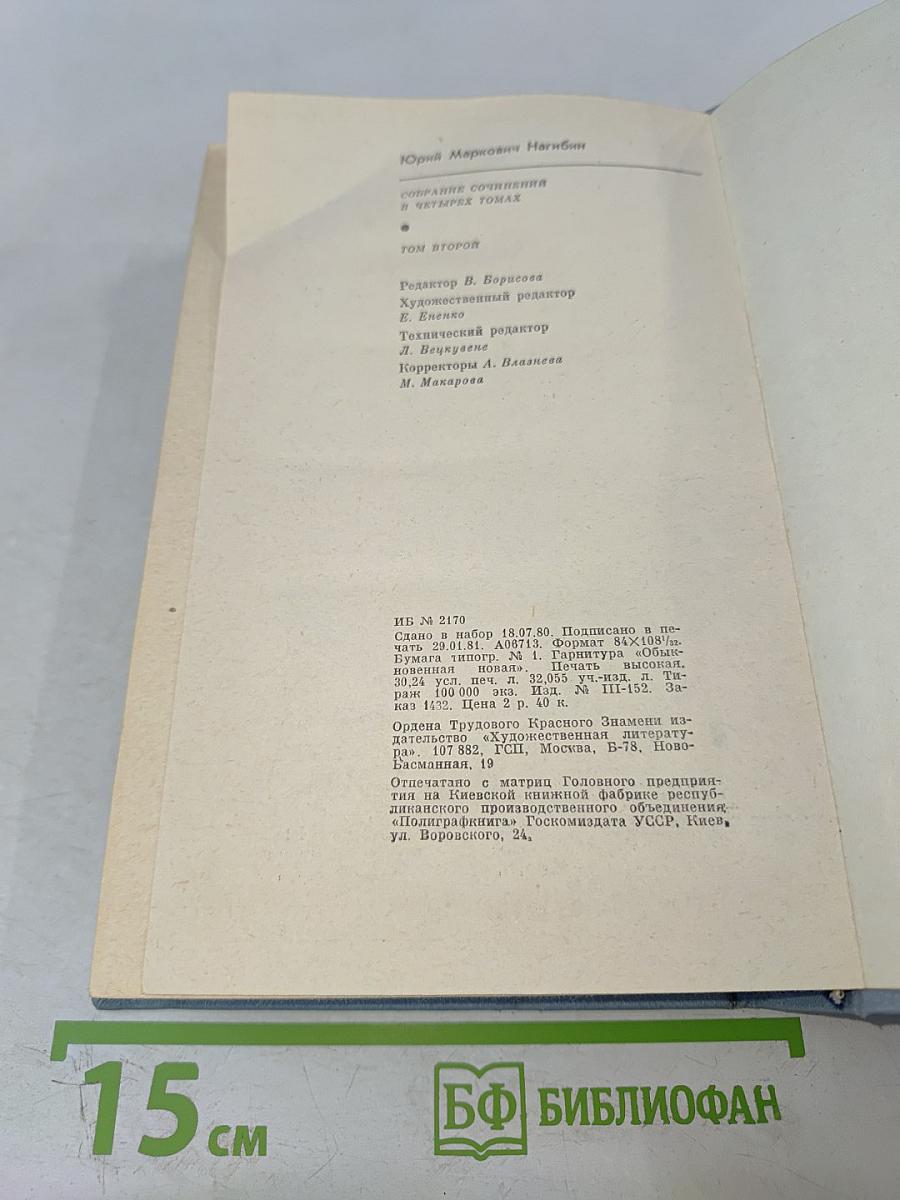 Юрий Маркович Нагибин
СОБРАНИЕ СОЧИНЕНИЙ
В ЧЕТЫРЕХ ТОМАХ
ТОМ ВТОРОЙ
Редактор В. Борисова
Художественный редактор
Е. Ененко
Технический редактор
Л. Вецкувене
Корректоры А. Влазнева
М. Макарова
ИБ № 2170
Сдано в набор 18.07.80. Подписано в пе-
чать 29.01.81. А06713. Формат 84×108¹/₃₂.
Бумага типогр. № 1. Гарнитура «Обык-
новенная новая». Печать высокая.
30,24 усл. печ. л. 32,055 уч.-изд. л. Ти-
раж 100 000 экз. Изд. № III-152. За-
каз 1432. Цена 2 р. 40 к.
Ордена Трудового Красного Знамени из-
дательство «Художественная литерату-
ра». 107 882, ГСП, Москва, Б-78, Ново-
Басманная, 19
Отпечатано с матриц Головного предприя-
тия на Киевской книжной фабрике респуб-
ликанского производственного объединения
«Полиграфкнига» Госкомиздата УССР, Киев,
ул. Воровского, 24.
15 см
БФ БИБЛИОФАН